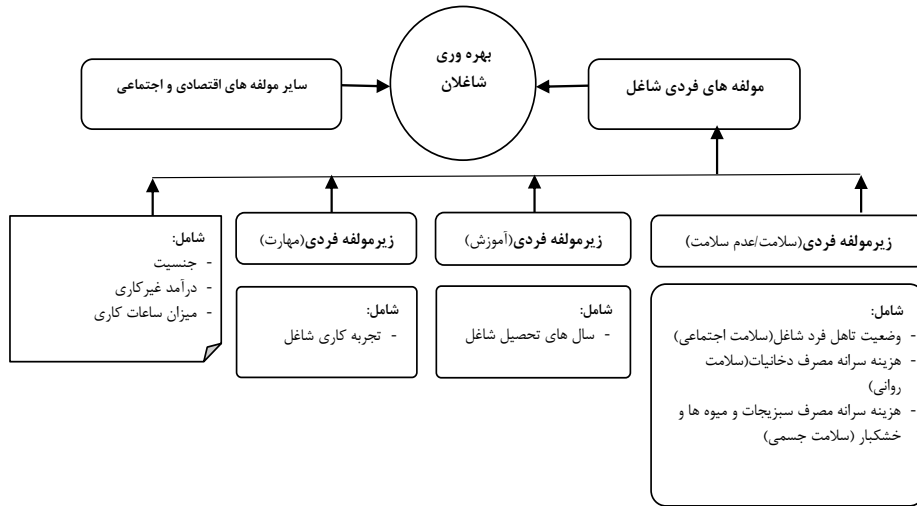 بهره وری
شاغلان
مولفه های فردی شاغل
سایر مولفه های اقتصادی و اجتماعی
زیرمولفه فردی(سلامت/عدم سلامت)
زیرمولفه فردی(آموزش)
زیرمولفه فردی(مهارت)
شامل:
- وضعیت تاهل فرد شاغل(سلامت اجتماعی)
- هزینه سرانه مصرف دخانیات(سلامت
روانی)
- هزینه سرانه مصرف سبزیجات و میوه ها و
خشکبار (سلامت جسمی)
شامل:
- سال های تحصیل شاغل
شامل:
- تجربه کاری شاغل
شامل:
- جنسیت
- درآمد غیرکاری
- میزان ساعات کاری